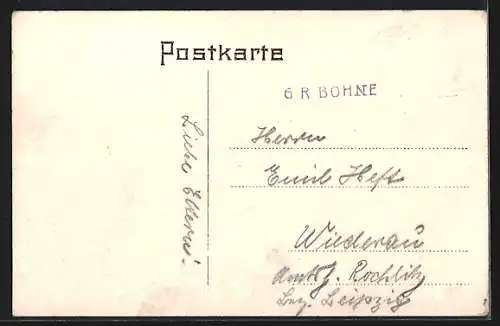 Postkarte
G R BOHNE
Liebe Eltern!
Herrn
Emil Heft
Wiederau
Amtsh. Rochlitz
Bez. Leipzig